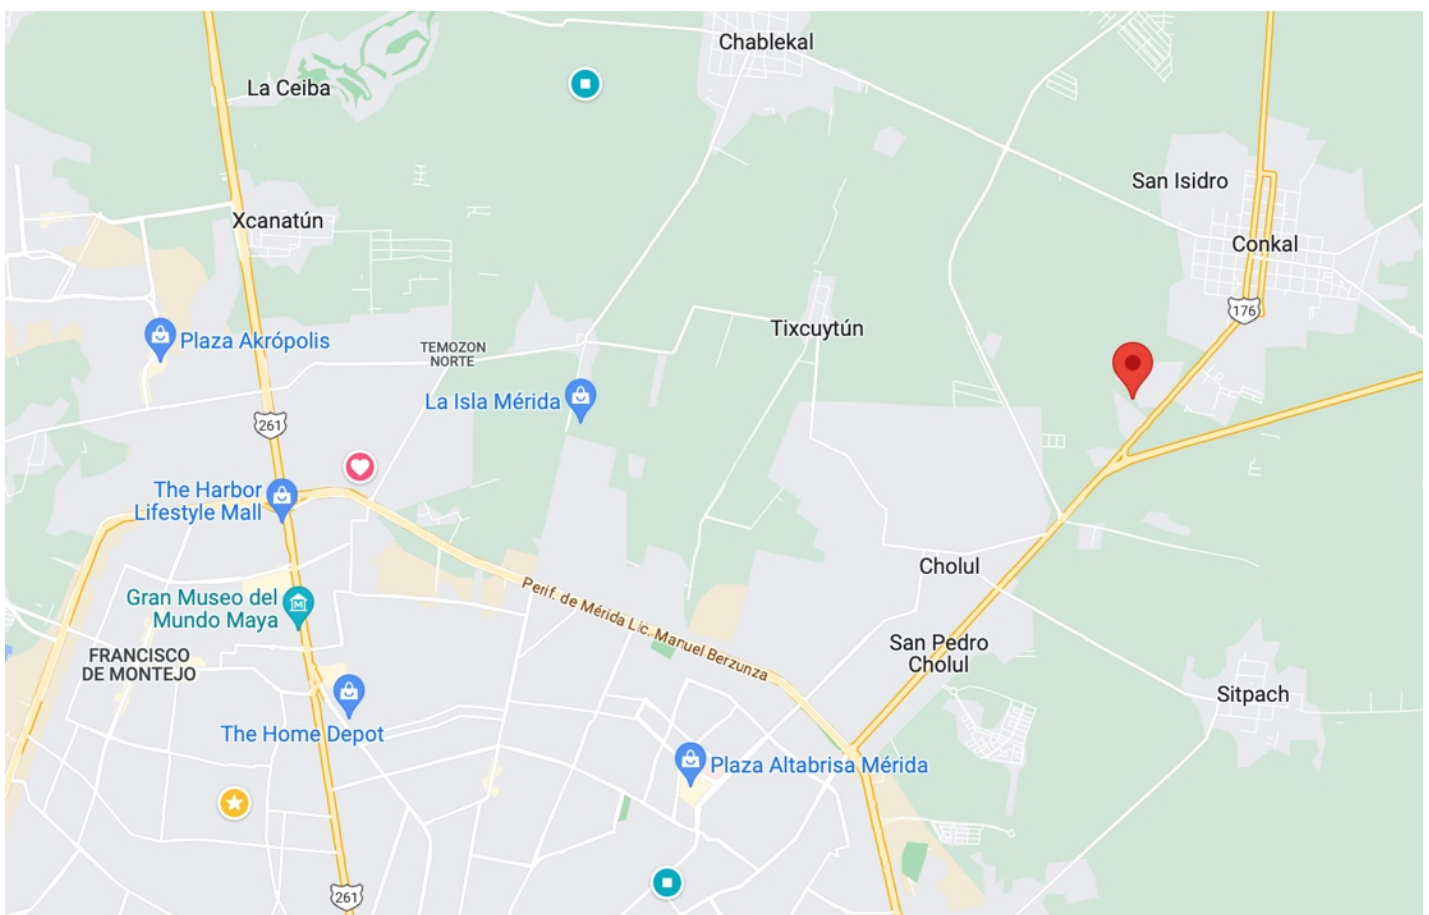 Chablekal
La Ceiba
San Isidro
Xcanatún
Conkal
176
Tixcuytún
Plaza Akrópolis
TEMOZON
NORTE
La Isla Mérida
261
The Harbor
Lifestyle Mall
Cholul
Perif. de Mérida Lic. Manuel Berzunza
Gran Museo del
Mundo Maya
M
FRANCISCO
DE MONTEJO
San Pedro
Cholul
Sitpach
The Home Depot
Plaza Altabrisa Mérida
261